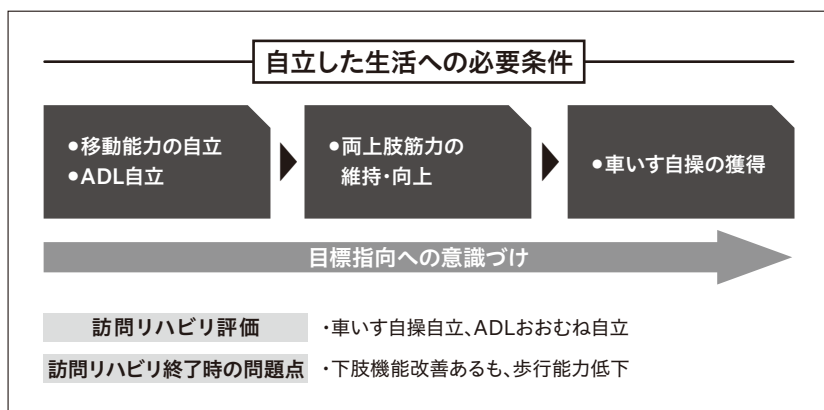 自立した生活への必要条件
●移動能力の自立
●ADL自立
●両上肢筋力の
維持・向上
●車いす自操の獲得
目標指向への意識づけ
訪問リハビリ評価 ・車いす自操自立、ADLおおむね自立
訪問リハビリ終了時の問題点 ・下肢機能改善あるも、歩行能力低下